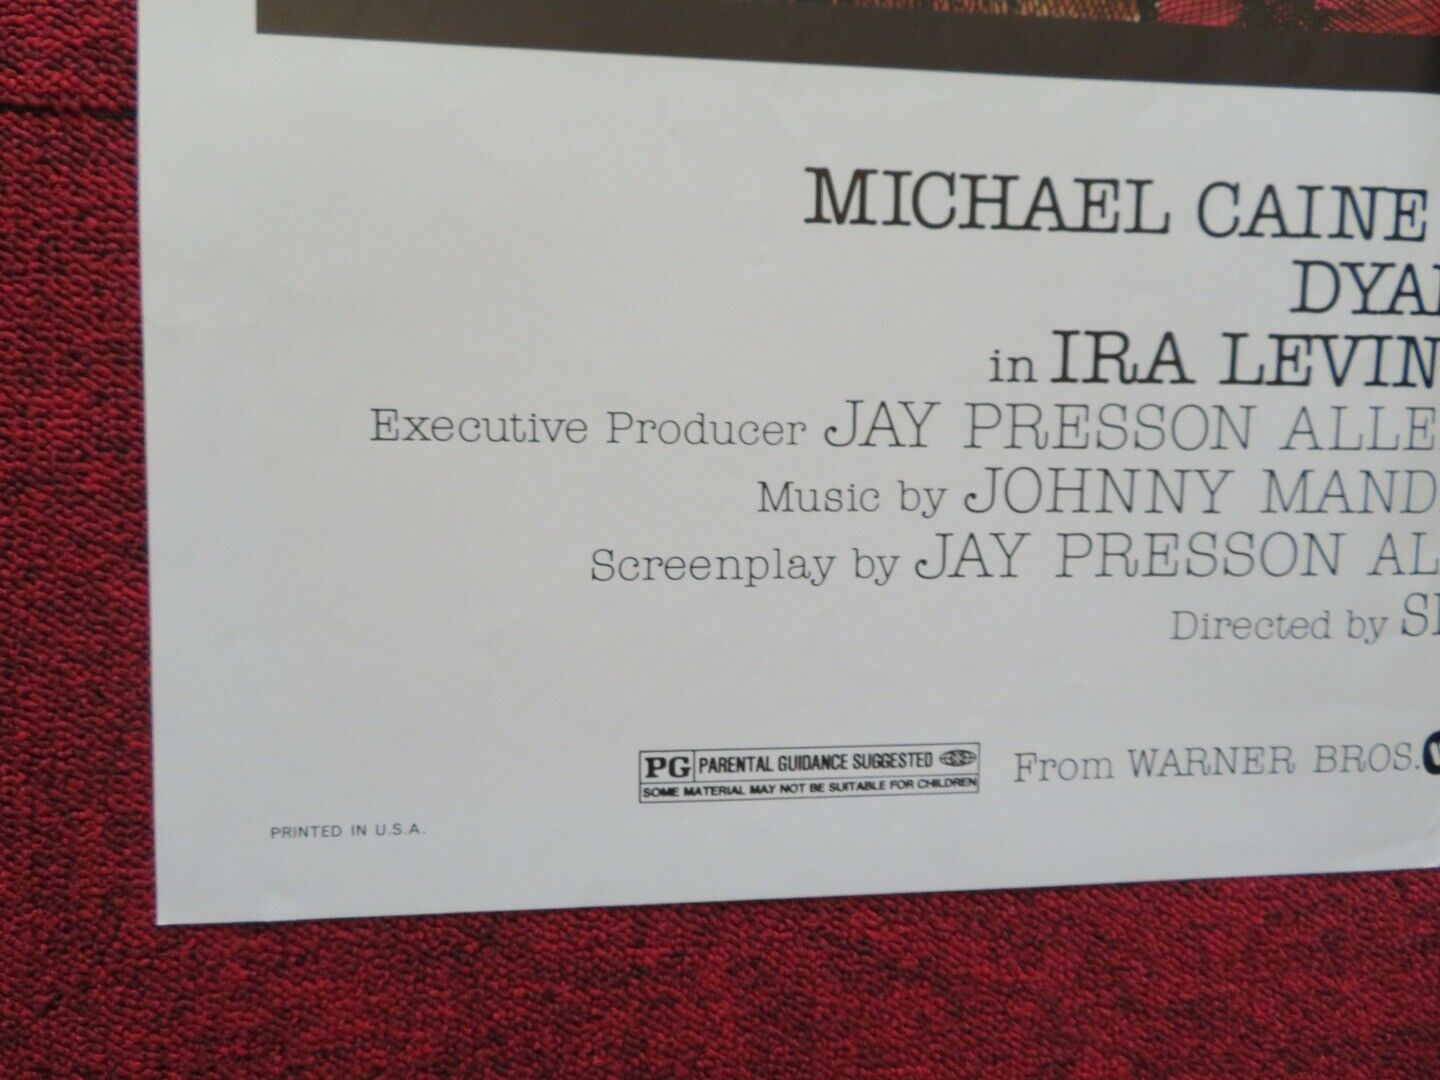 MICHAEL CAINE
DYAN
in IRA LEVIN
Executive Producer JAY PRESSON ALLE
Music by JOHNNY MAND
Screenplay by JAY PRESSON AL
Directed by
PG PARENTAL GUIDANCE SUGGESTED
SOME MATERIAL MAY NOT BE SUITABLE FOR CHILDREN
From WARNER BROS.
PRINTED IN U.S.A.